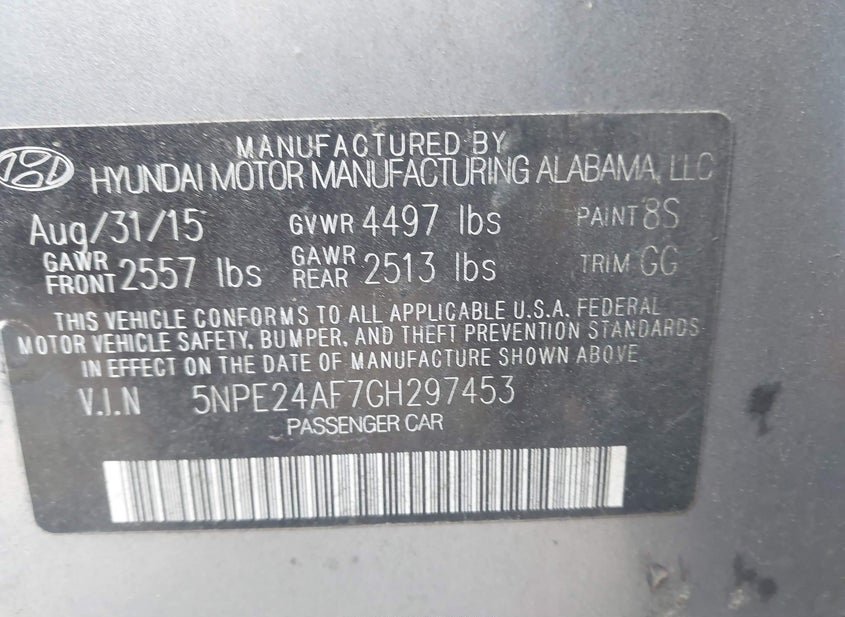 MANUFACTURED BY
HYUNDAI MOTOR MANUFACTURING ALABAMA, LLC
Aug/31/15 GVWR 4497 lbs PAINT 8S
GAWR FRONT 2557 lbs GAWR REAR 2513 lbs TRIM GG
THIS VEHICLE CONFORMS TO ALL APPLICABLE U.S.A. FEDERAL
MOTOR VEHICLE SAFETY, BUMPER, AND THEFT PREVENTION STANDARDS
IN EFFECT ON THE DATE OF MANUFACTURE SHOWN ABOVE.
V.I.N 5NPE24AF7GH297453
PASSENGER CAR